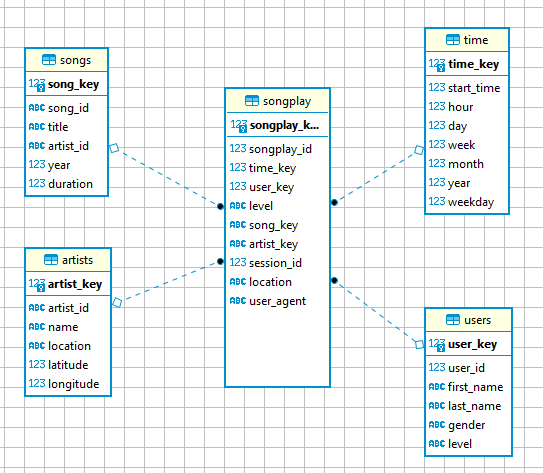 songs
123 song_key
ABC song_id
ABC title
ABC artist_id
123 year
123 duration
artists
123 artist_key
ABC artist_id
ABC name
ABC location
123 latitude
123 longitude
songplay
123 songplay_k...
123 songplay_id
123 time_key
123 user_key
ABC level
ABC song_key
ABC artist_key
123 session_id
ABC location
ABC user_agent
time
123 time_key
123 start_time
123 hour
123 day
123 week
123 month
123 year
123 weekday
users
123 user_key
123 user_id
ABC first_name
ABC last_name
ABC gender
ABC level